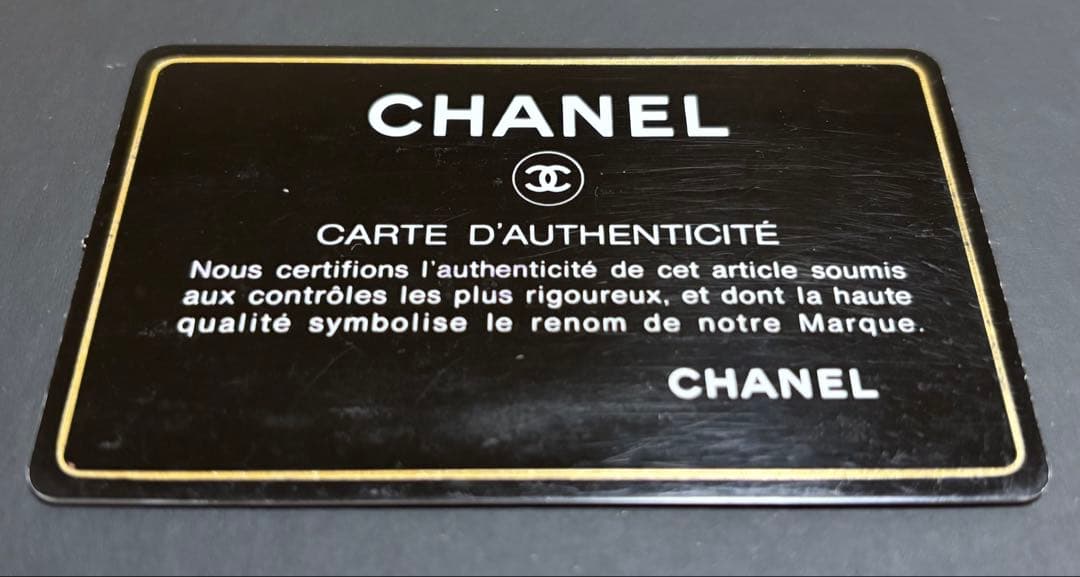 CHANEL
CARTE D'AUTHENTICITÉ
Nous certifions l'authenticité de cet article soumis
aux contrôles les plus rigoureux, et dont la haute
qualité symbolise le renom de notre Marque.
CHANEL